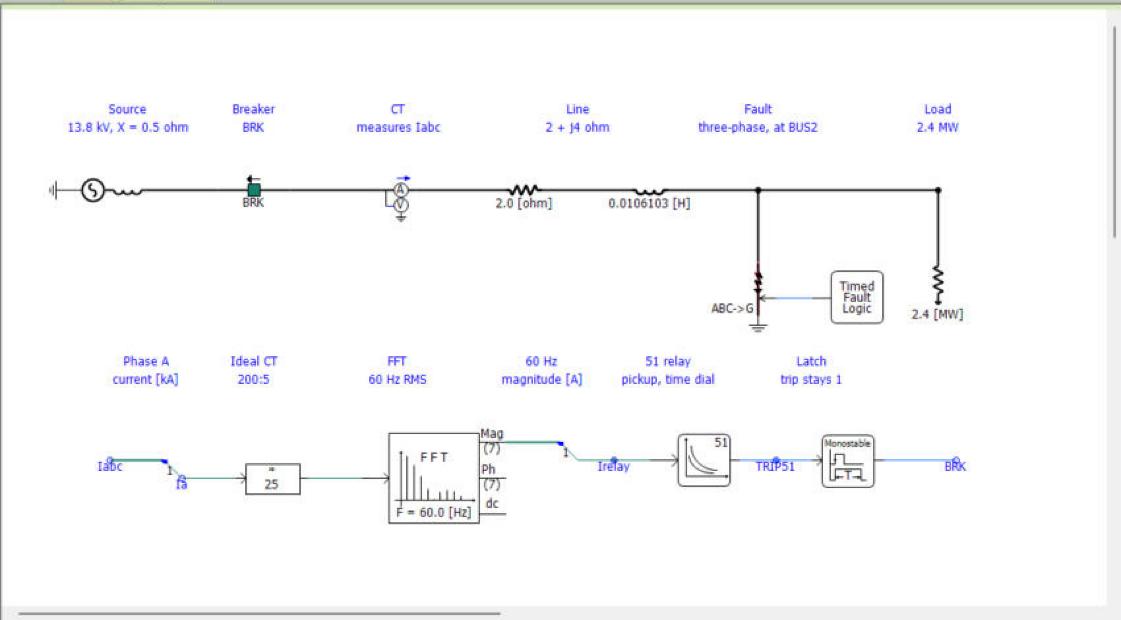 Source
13.8 kV, X = 0.5 ohm
Breaker
BRK
CT
measures Iabc
Line
2 + j4 ohm
Fault
three-phase, at BUS2
Load
2.4 MW
BRK
A
V
2.0 [ohm]
0.0106103 [H]
ABC->G
Timed
Fault
Logic
2.4 [MW]
Phase A
current [kA]
Ideal CT
200:5
FFT
60 Hz RMS
60 Hz
magnitude [A]
51 relay
pickup, time dial
Latch
trip stays 1
Iabc
1
Ia
*
25
FFT
F = 60.0 [Hz]
Mag
(7)
Ph
(7)
dc
1
Irelay
51
TRIP51
Monostable
T
BRK